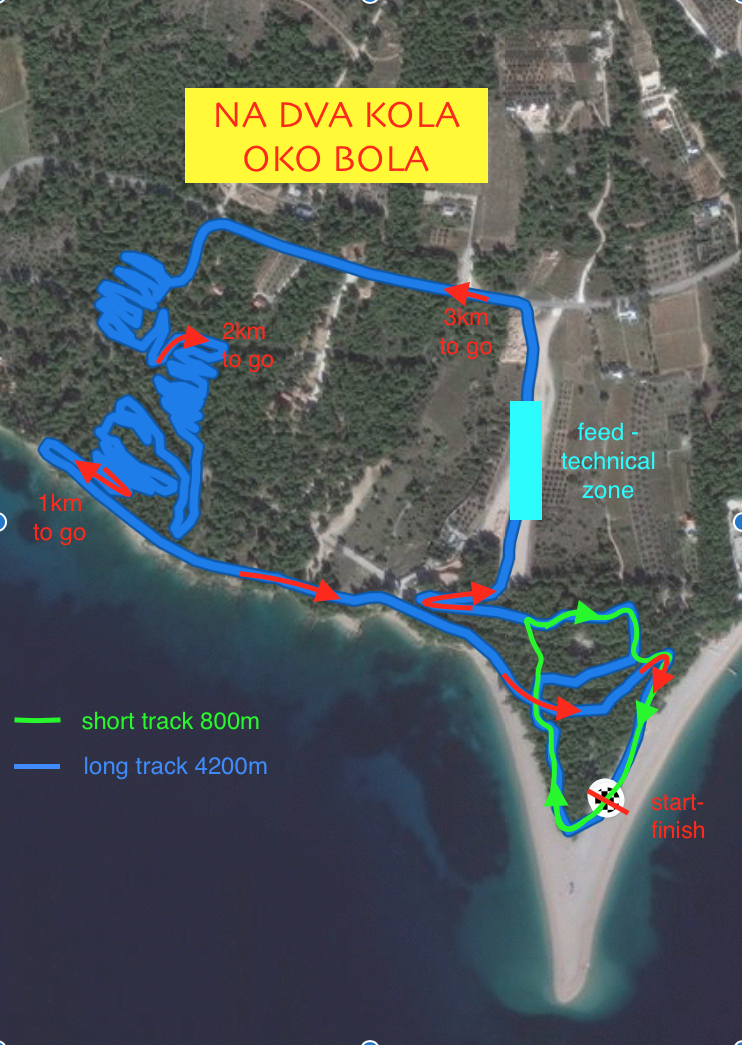 NA DVA KOLA
OKO BOLA
3km
to go
2km
to go
feed -
technical
zone
1km
to go
short track 800m
long track 4200m
start-
finish